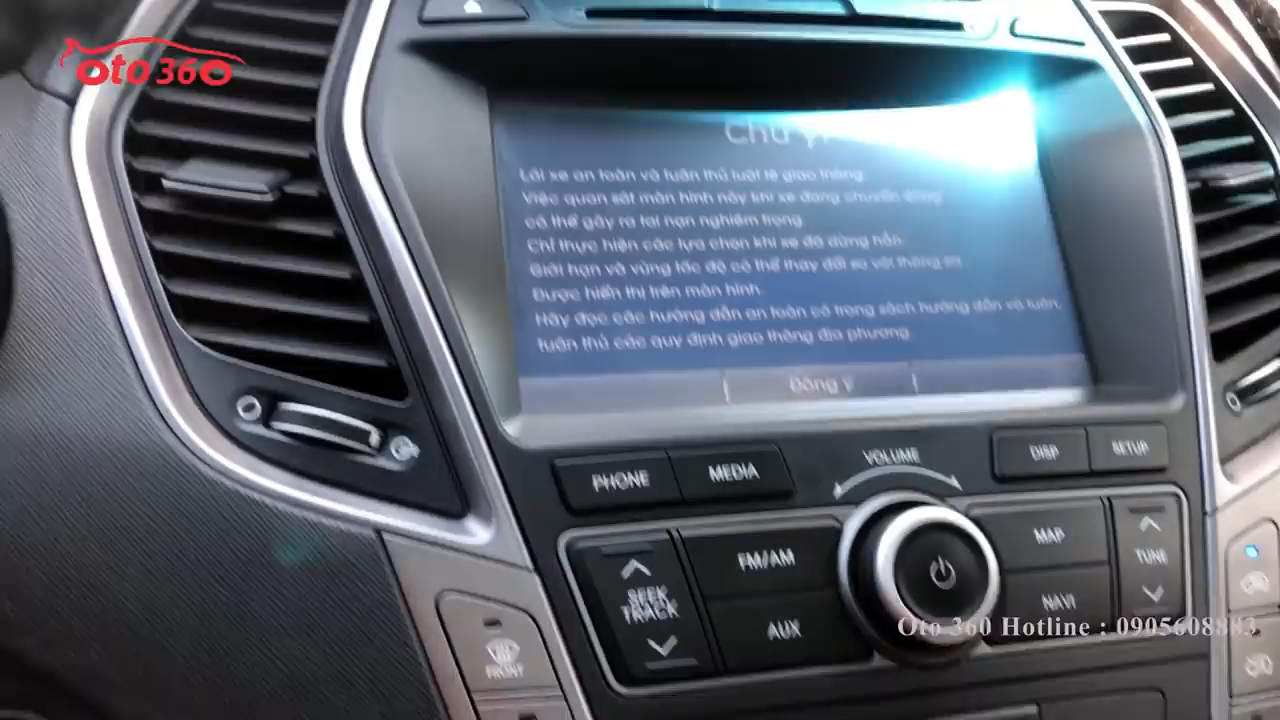 oto 360
Chú ý
Lái xe an toàn và tuân thủ luật lệ giao thông.
Việc quan sát màn hình này khi xe đang chuyển động
có thể gây ra tai nạn nghiêm trọng.
Chỉ thực hiện các lựa chọn khi xe đã dừng hẳn.
Giới hạn và vùng tốc độ có thể thay đổi so với thông tin
Được hiển thị trên màn hình.
Hãy đọc các hướng dẫn an toàn có trong sách hướng dẫn và tuân
tuân thủ các quy định giao thông địa phương
Đồng ý
PHONE
MEDIA
VOLUME
DISP
SETUP
SEEK
TRACK
FM/AM
AUX
MAP
NAVI
TUNE
FRONT
Oto 360 Hotline : 0905608883